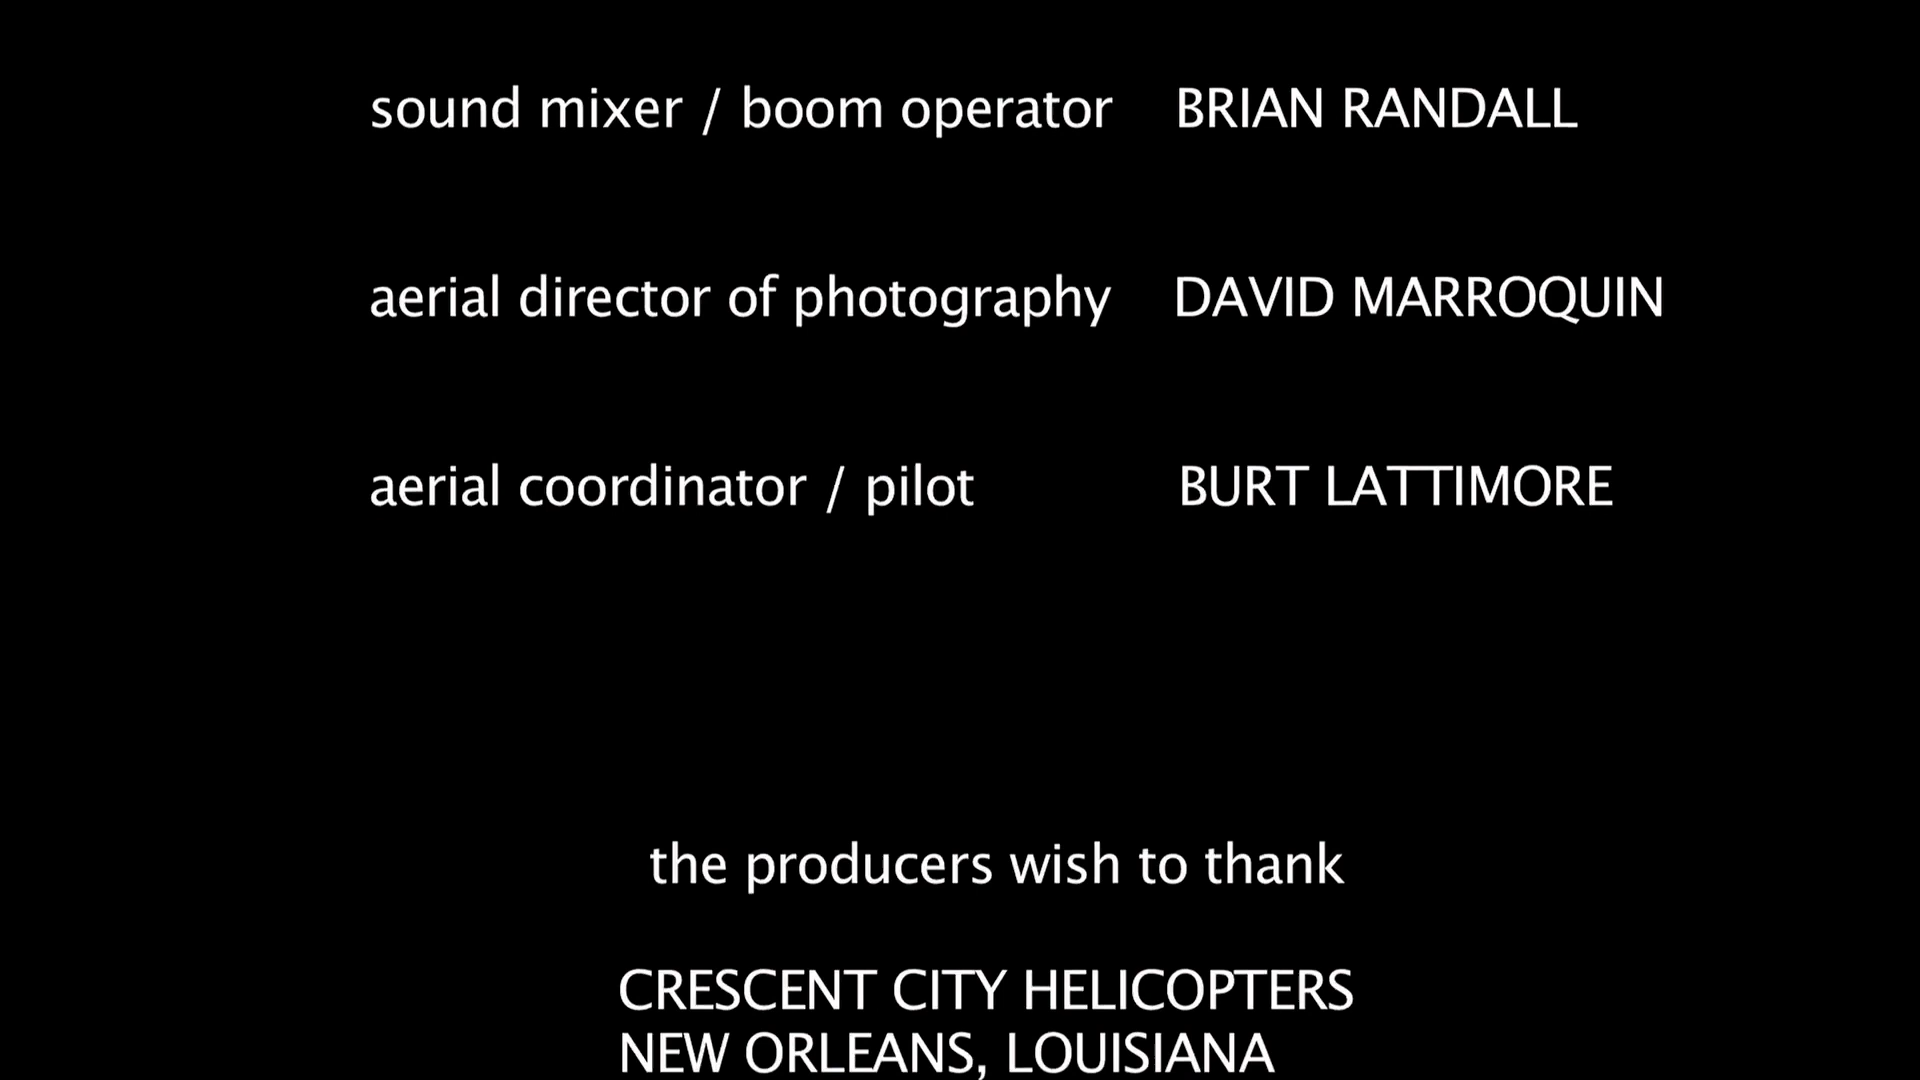 sound mixer / boom operator BRIAN RANDALL
aerial director of photography DAVID MARROQUIN
aerial coordinator / pilot BURT LATTIMORE
the producers wish to thank
CRESCENT CITY HELICOPTERS
NEW ORLEANS, LOUISIANA